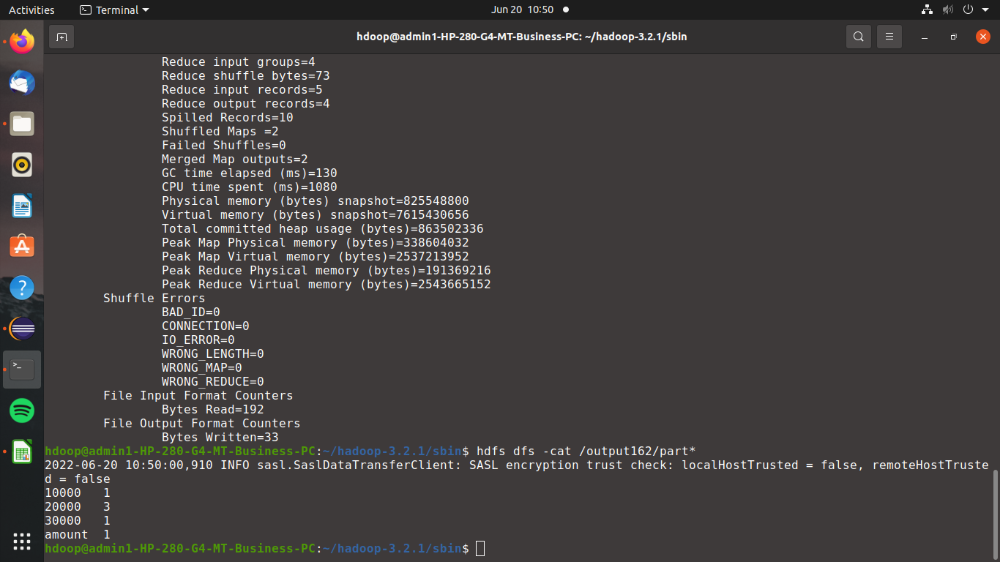 Activities Terminal Jun 20 10:50
hdoop@admin1-HP-280-G4-MT-Business-PC: ~/hadoop-3.2.1/sbin
Reduce input groups=4
Reduce shuffle bytes=73
Reduce input records=5
Reduce output records=4
Spilled Records=10
Shuffled Maps =2
Failed Shuffles=0
Merged Map outputs=2
GC time elapsed (ms)=130
CPU time spent (ms)=1080
Physical memory (bytes) snapshot=825548800
Virtual memory (bytes) snapshot=7615430656
Total committed heap usage (bytes)=863502336
Peak Map Physical memory (bytes)=338604032
Peak Map Virtual memory (bytes)=2537213952
Peak Reduce Physical memory (bytes)=191369216
Peak Reduce Virtual memory (bytes)=2543665152
Shuffle Errors
BAD_ID=0
CONNECTION=0
IO_ERROR=0
WRONG_LENGTH=0
WRONG_MAP=0
WRONG_REDUCE=0
File Input Format Counters
Bytes Read=192
File Output Format Counters
Bytes Written=33
hdoop@admin1-HP-280-G4-MT-Business-PC:~/hadoop-3.2.1/sbin$ hdfs dfs -cat /output162/part*
2022-06-20 10:50:00,910 INFO sasl.SaslDataTransferClient: SASL encryption trust check: localHostTrusted = false, remoteHostTruste
d = false
10000 1
20000 3
30000 1
amount 1
hdoop@admin1-HP-280-G4-MT-Business-PC:~/hadoop-3.2.1/sbin$